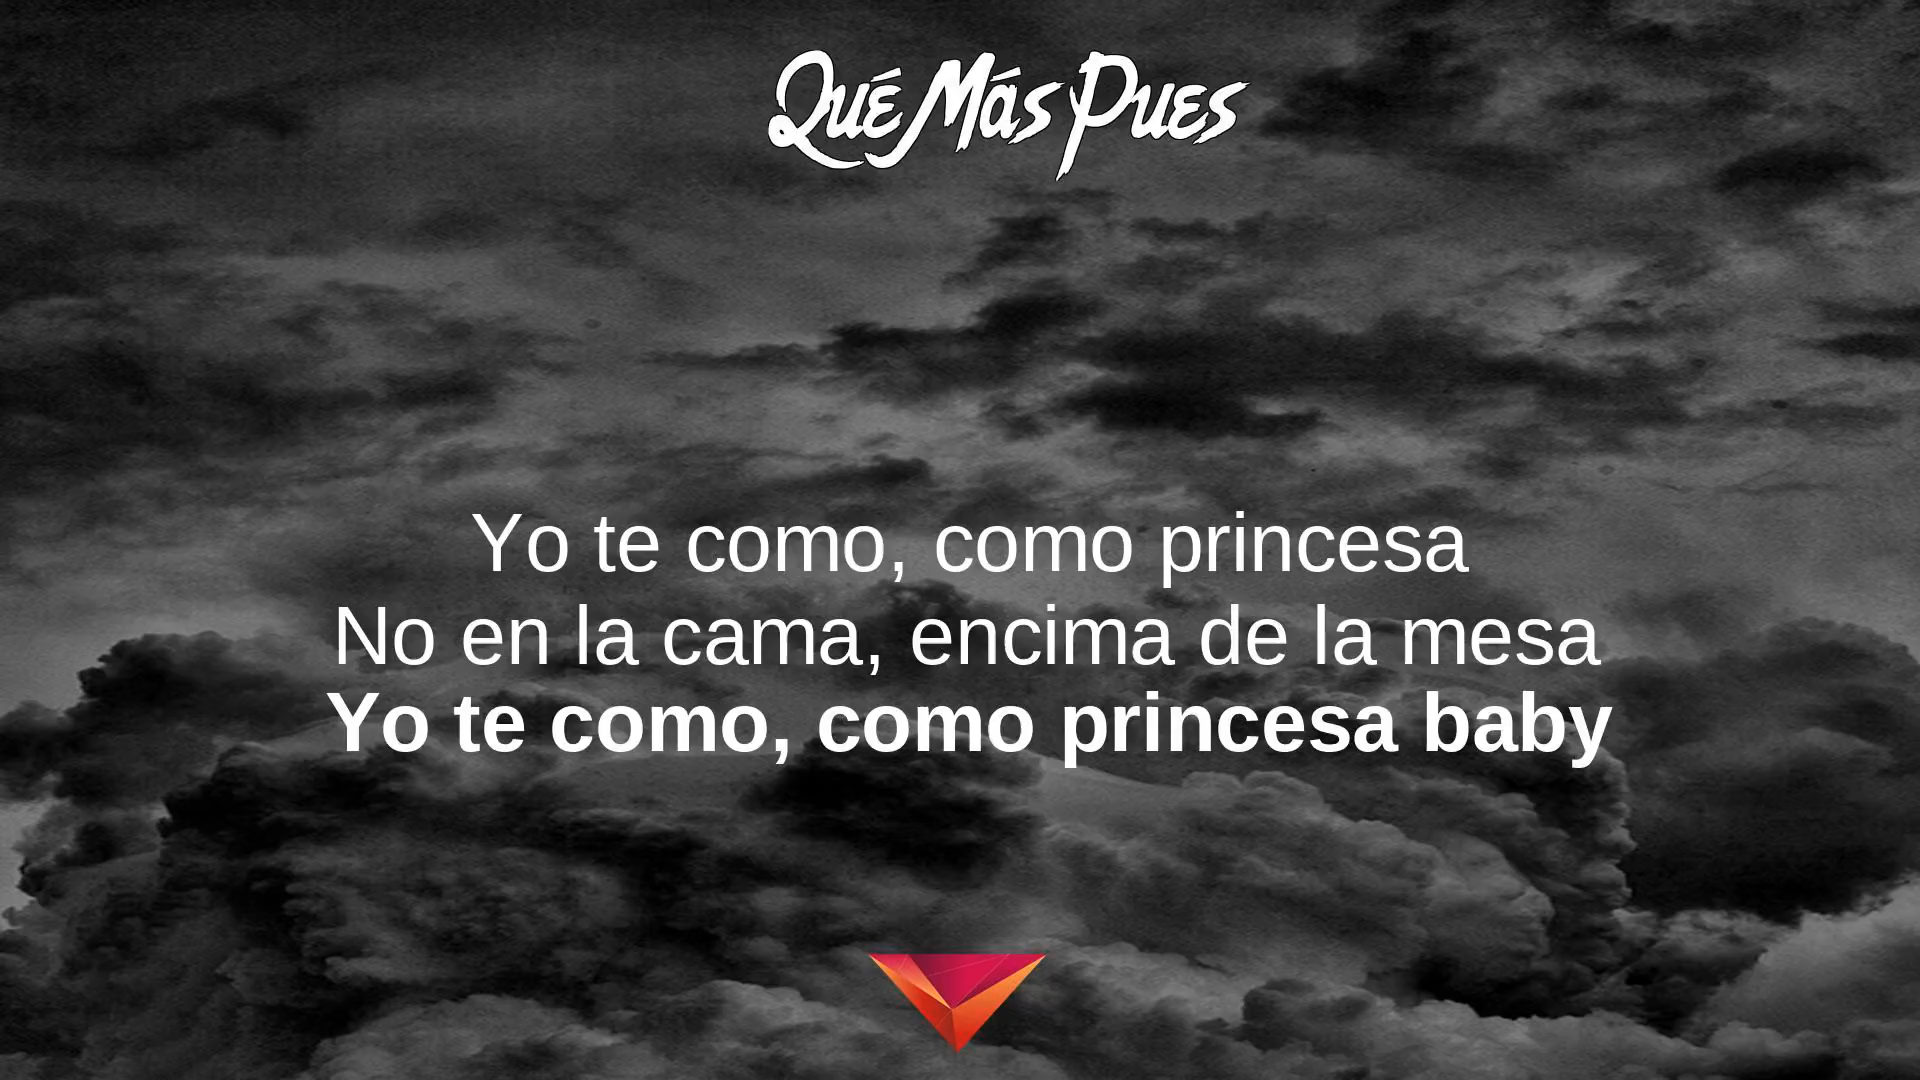 Qué Más Pues
Yo te como, como princesa
No en la cama, encima de la mesa
Yo te como, como princesa baby